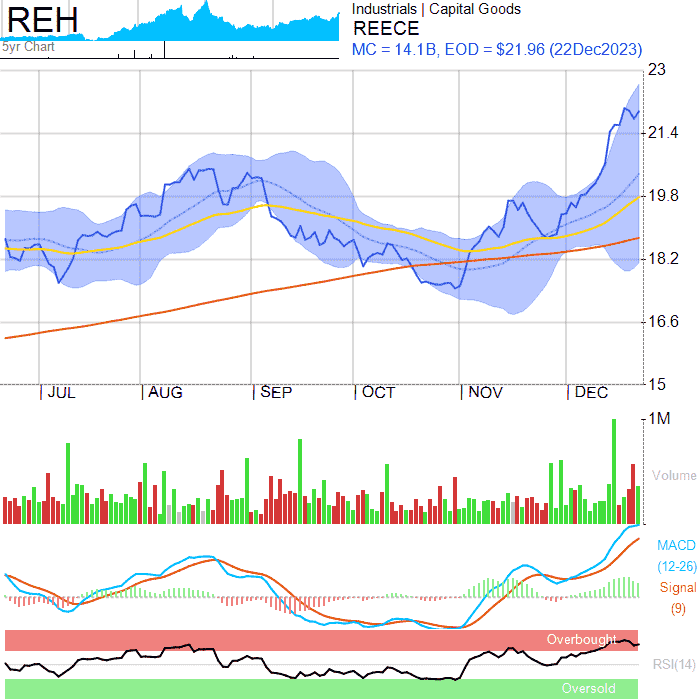 REH
5yr Chart
Industrials | Capital Goods
REECE
MC = 14.1B, EOD = $21.96 (22Dec2023)
23
21.4
19.8
18.2
16.6
15
JUL AUG SEP OCT NOV DEC
1M
Volume
MACD
(12-26)
Signal
(9)
Overbought
RSI(14)
Oversold